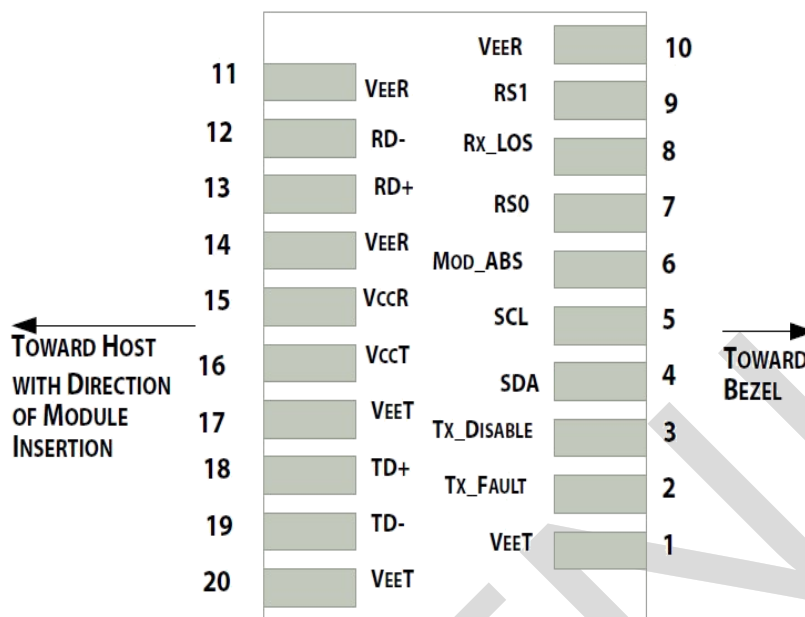 VEER 10
11 VEER
RS1 9
12 RD-
RX_LOS 8
13 RD+
RS0 7
14 VEER
MOD_ABS 6
15 VCCR
SCL 5
16 VCCT
SDA 4
17 VEET
TX_DISABLE 3
18 TD+
TX_FAULT 2
19 TD-
VEET 1
20 VEET
TOWARD HOST
WITH DIRECTION
OF MODULE
INSERTION
TOWARD
BEZEL